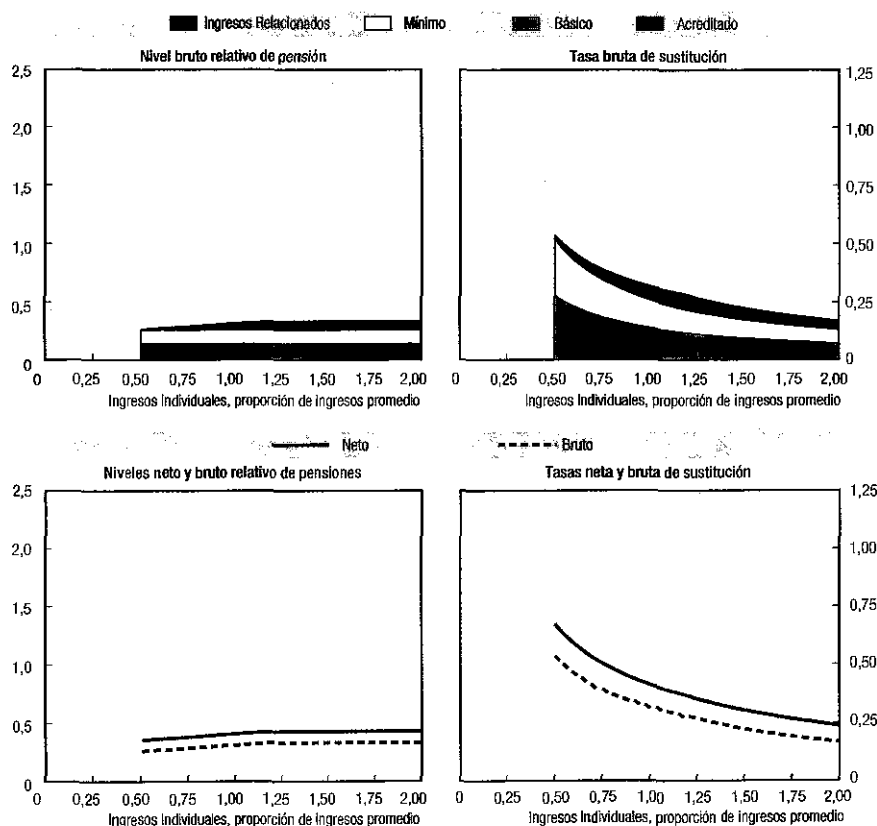 Ingresos Relacionados Mínimo Básico Acreditado
Nivel bruto relativo de pensión
2,5
2,0
1,5
1,0
0,5
0
0 0,25 0,50 0,75 1,00 1,25 1,50 1,75 2,00
Ingresos Individuales, proporción de ingresos promedio
Tasa bruta de sustitución
1,25
1,00
0,75
0,50
0,25
0
0 0,25 0,50 0,75 1,00 1,25 1,50 1,75 2,00
Ingresos Individuales, proporción de ingresos promedio
Neto Bruto
Niveles neto y bruto relativo de pensiones
2,5
2,0
1,5
1,0
0,5
0
0 0,25 0,50 0,75 1,00 1,25 1,50 1,75 2,00
Ingresos Individuales, proporción de ingresos promedio
Tasas neta y bruta de sustitución
1,25
1,00
0,75
0,50
0,25
0
0 0,25 0,50 0,75 1,00 1,25 1,50 1,75 2,00
Ingresos Individuales, proporción de ingresos promedio